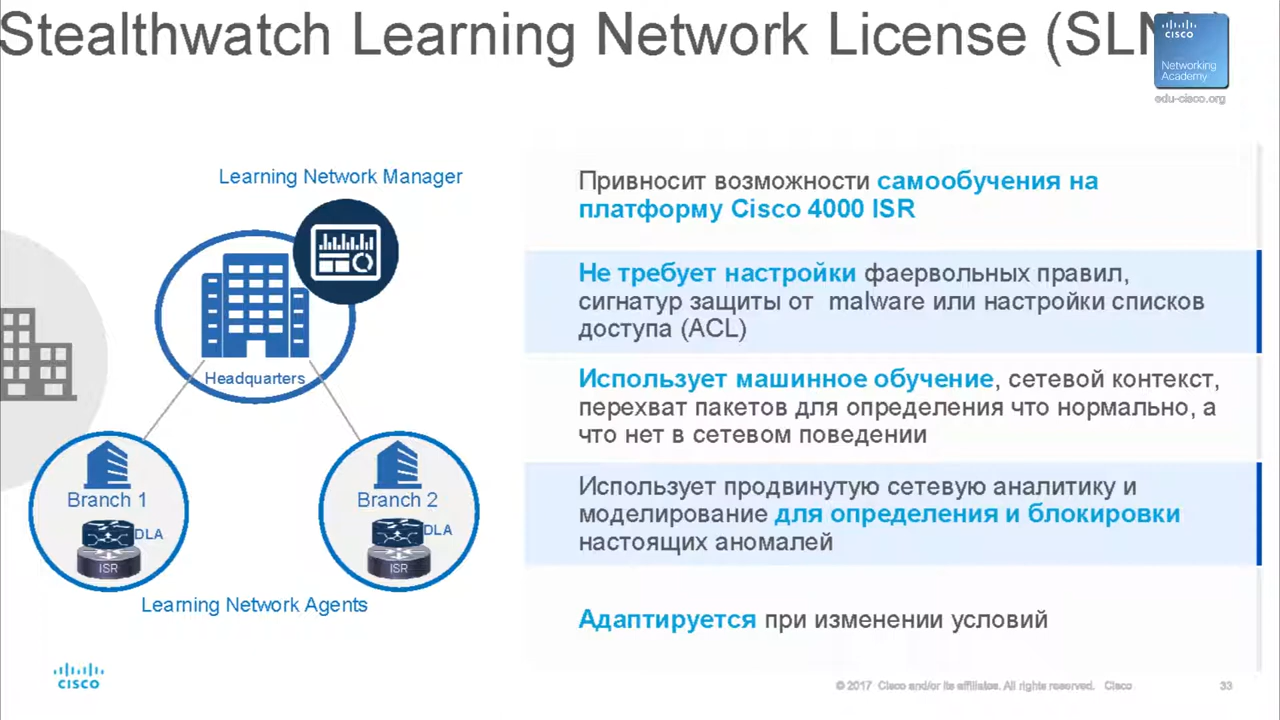 Stealthwatch Learning Network License (SLN
CISCO
Networking
Academy
edu-cisco.org
Learning Network Manager
Headquarters
Branch 1
DLA
ISR
Branch 2
DLA
ISR
Learning Network Agents
Привносит возможности самообучения на
платформу Cisco 4000 ISR
Не требует настройки фаервольных правил,
сигнатур защиты от malware или настройки списков
доступа (ACL)
Использует машинное обучение, сетевой контекст,
перехват пакетов для определения что нормально, а
что нет в сетевом поведении
Использует продвинутую сетевую аналитику и
моделирование для определения и блокировки
настоящих аномалей
Адаптируется при изменении условий
CISCO
© 2017 Cisco and/or its affiliates. All rights reserved. Cisco
33